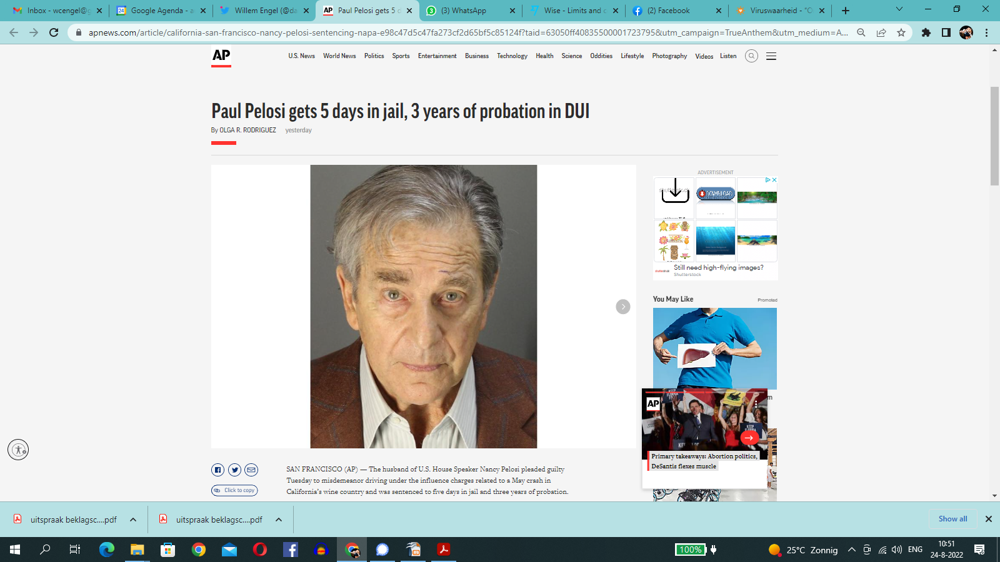 Inbox - wcengel@g
Google Agenda - a
Willem Engel (@da
Paul Pelosi gets 5 d
(3) WhatsApp
Wise - Limits and c
(2) Facebook
Viruswaarheid - "O
apnews.com/article/california-san-francisco-nancy-pelosi-sentencing-napa-e98c47d5c47fa273cf2d65bf5c85124f?taid=63050ff40835500001723795&utm_campaign=TrueAnthem&utm_medium=A...
AP
U.S. News World News Politics Sports Entertainment Business Technology Health Science Oddities Lifestyle Photography Videos Listen
Paul Pelosi gets 5 days in jail, 3 years of probation in DUI
By OLGA R. RODRIGUEZ yesterday
ADVERTISEMENT
DOWNLOAD
Still need high-flying images?
Shutterstock
You May Like
Promoted
AP
KEEP
Primary takeaways: Abortion politics,
DeSantis flexes muscle
SAN FRANCISCO (AP) — The husband of U.S. House Speaker Nancy Pelosi pleaded guilty
Tuesday to misdemeanor driving under the influence charges related to a May crash in
California's wine country and was sentenced to five days in jail and three years of probation.
Click to copy
uitspraak beklagsc....pdf
uitspraak beklagsc....pdf
Show all
100%
25°C Zonnig
ENG
10:51
24-8-2022